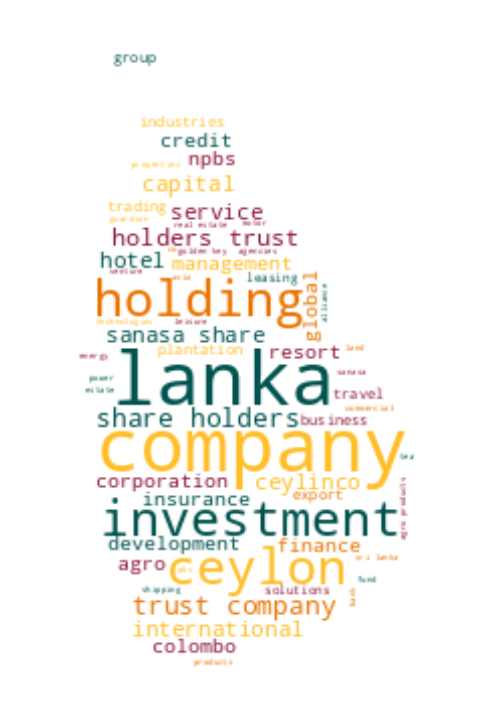 group
industries
credit
properties npbs
capital
trading
guardian service
real estate motor
holders trust
golden key agencies
hotel management
venture asia leasing
holding global alliance
technologies leisure
sanasa share
energy plantation resort land
power lanka sanasa
estate travel
share holders commercial
business
company tea
corporation ceylinco
insurance export agro products
investment
development finance
agro ceylon sri lanka
shipping solutions fund
trust company
international
colombo
products